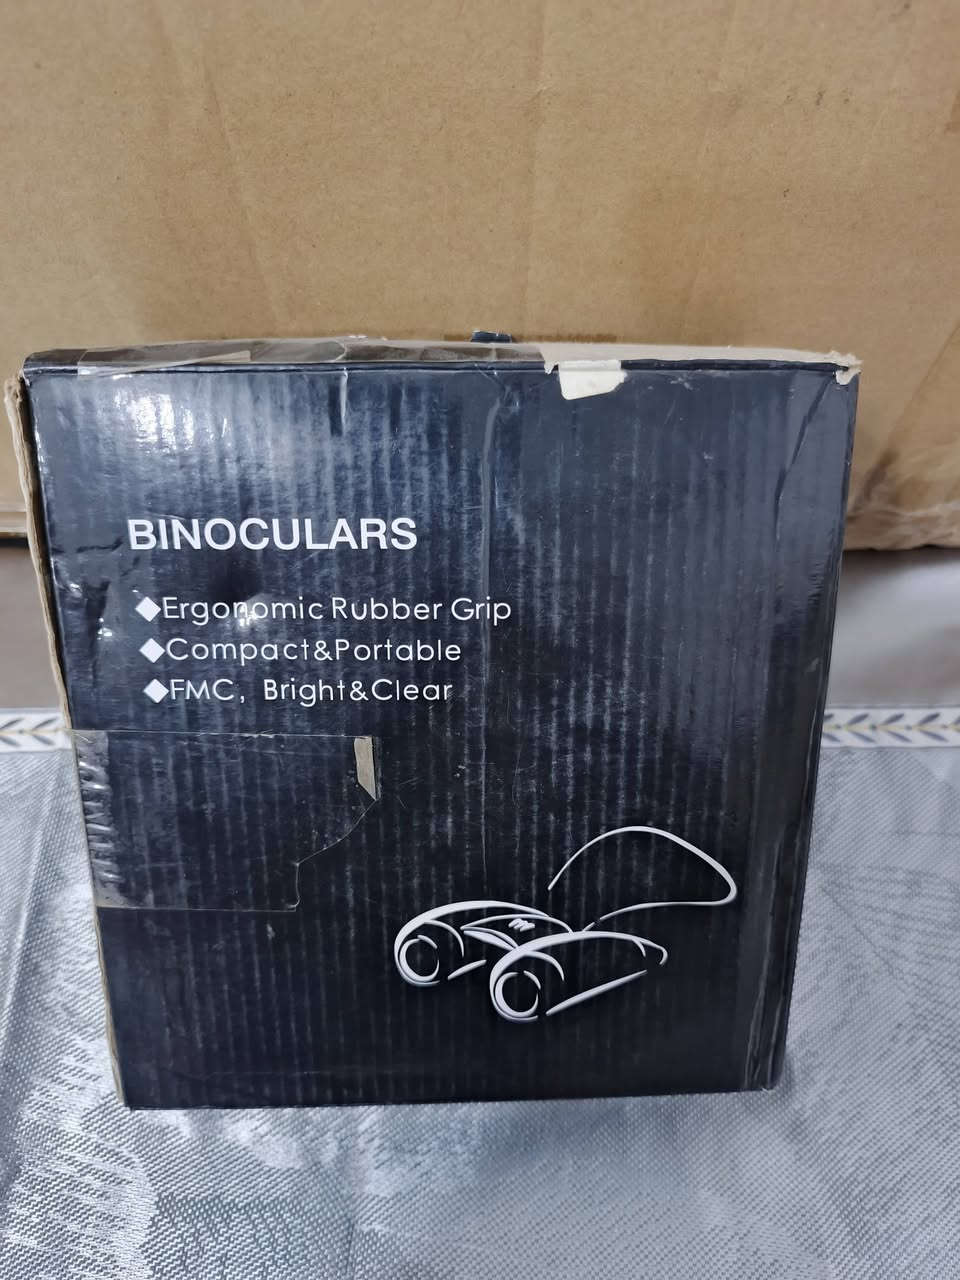 BINOCULARS
◆Ergonomic Rubber Grip
◆Compact&Portable
◆FMC, Bright&Clear